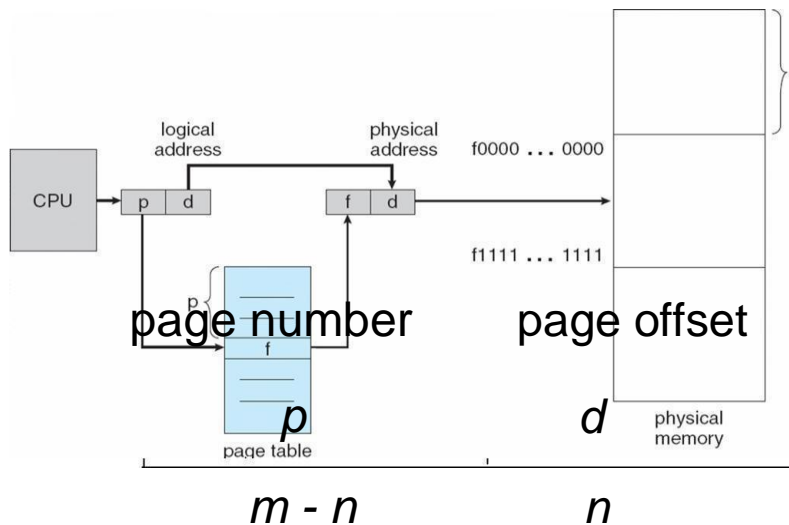 logical
address
physical
address
f0000 ... 0000
CPU
p d
f d
f1111 ... 1111
p
page number
page offset
f
p
d
physical
memory
page table
m - n
n